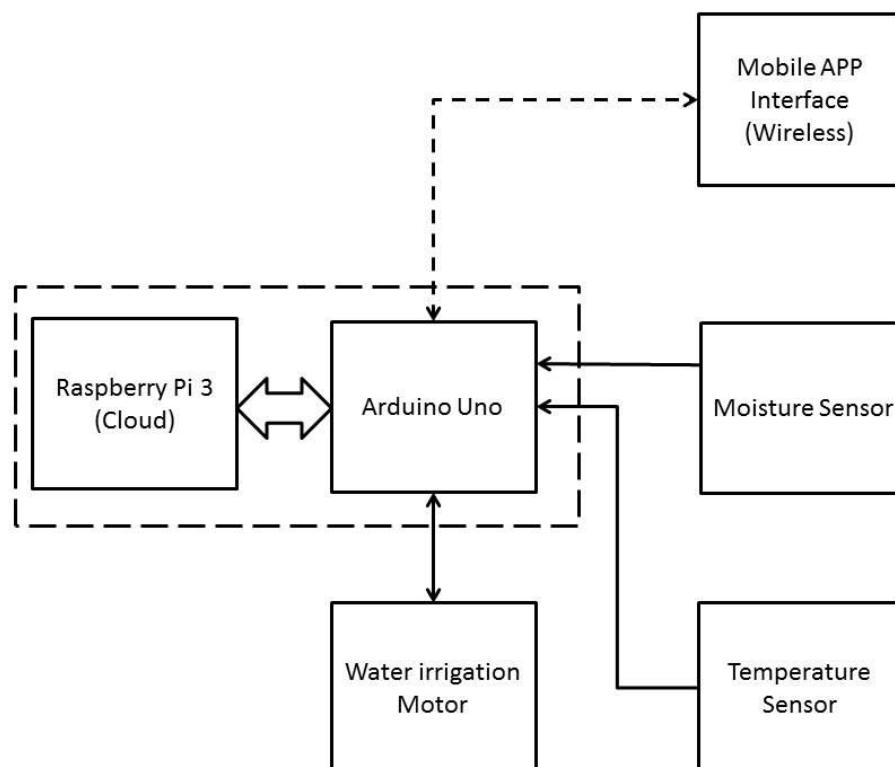 Mobile APP
Interface
(Wireless)
Raspberry Pi 3
(Cloud)
Arduino Uno
Moisture Sensor
Water irrigation
Motor
Temperature
Sensor